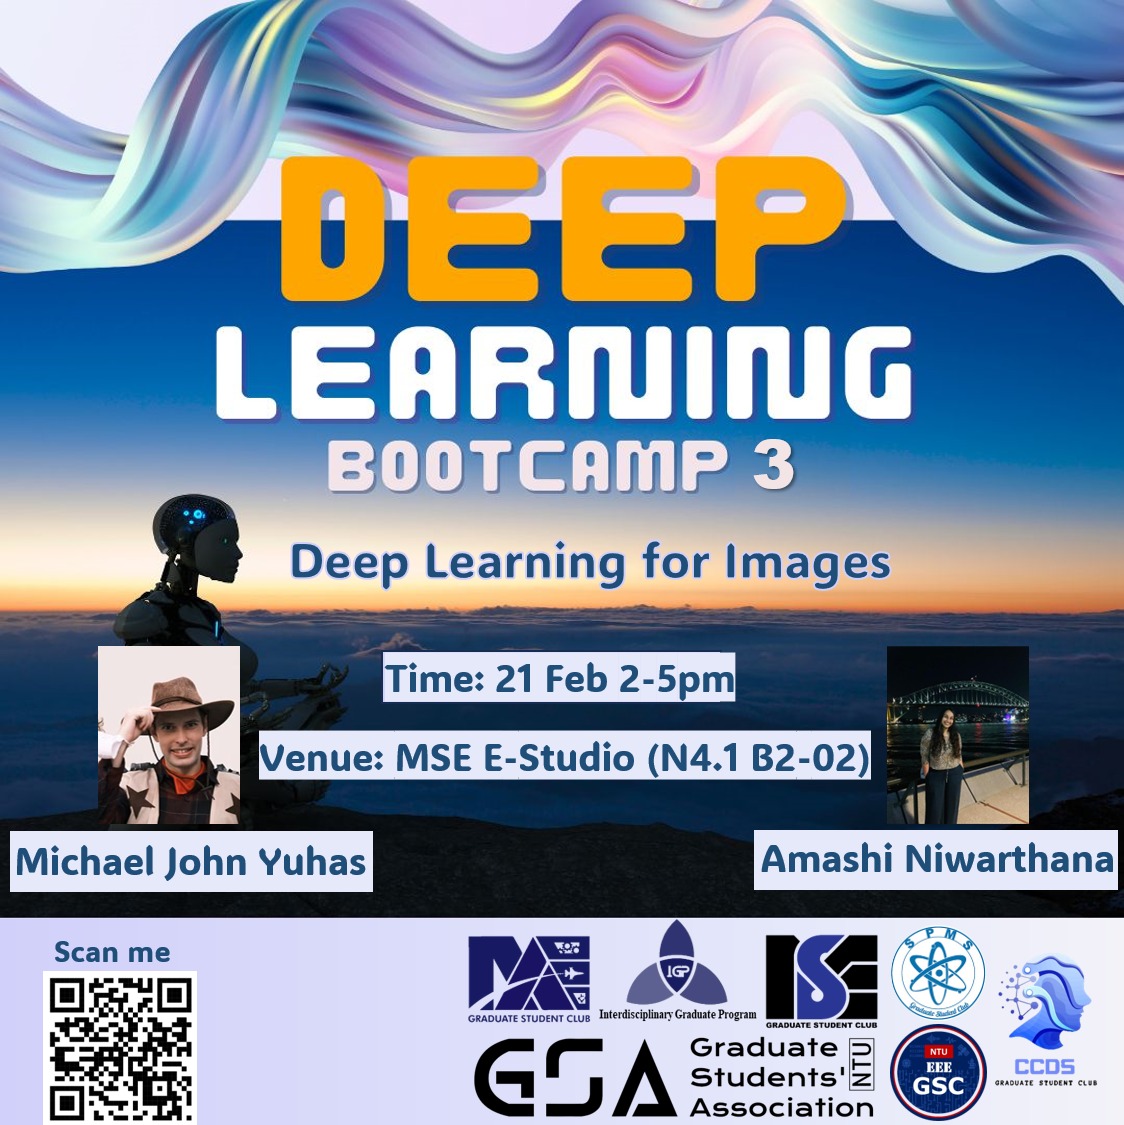 DEEP
LEARNING
BOOTCAMP 3
Deep Learning for Images
Time: 21 Feb 2-5pm
Venue: MSE E-Studio (N4.1 B2-02)
Michael John Yuhas
Amashi Niwarthana
Scan me
MAE
GRADUATE STUDENT CLUB
IGP
Interdisciplinary Graduate Program
MSE
GRADUATE STUDENT CLUB
SPMS
Graduate Student Club
CCDS
GRADUATE STUDENT CLUB
GSA
Graduate
Students'
Association
NTU
NTU
EEE
GSC